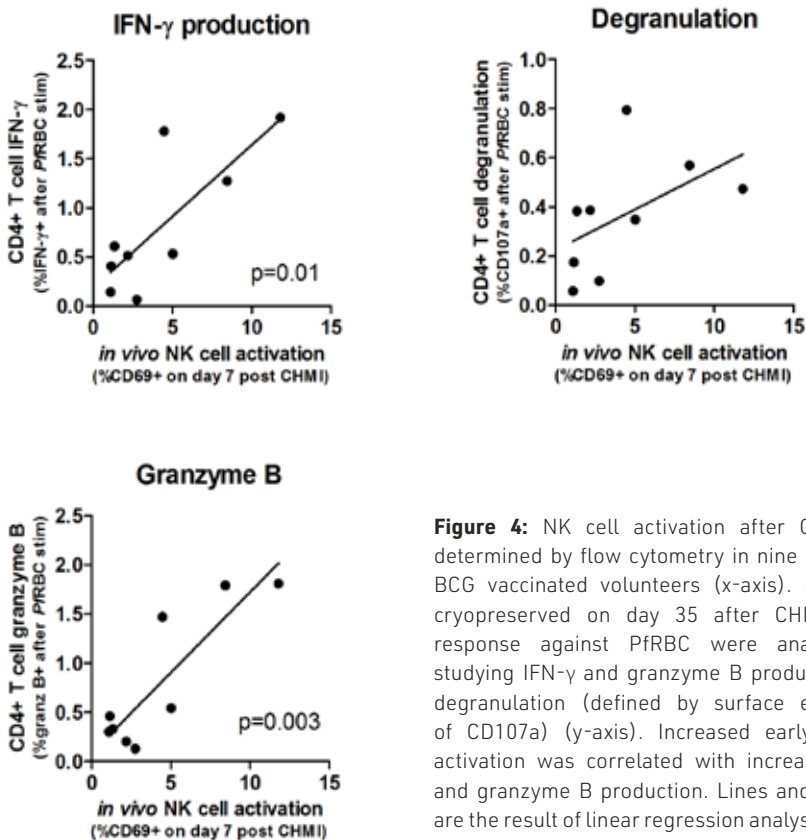 IFN-γ production
2.5
2.0
1.5
1.0
0.5
0.0
CD4+ T cell IFN-γ
(%IFN-γ+ after PfRBC stim)
p=0.01
0 5 10 15
in vivo NK cell activation
(%CD69+ on day 7 post CHMI)
Degranulation
1.0
0.8
0.6
0.4
0.2
0.0
CD4+ T cell degranulation
(%CD107a+ after PfRBC stim)
0 5 10 15
in vivo NK cell activation
(%CD69+ on day 7 post CHMI)
Granzyme B
2.5
2.0
1.5
1.0
0.5
0.0
CD4+ T cell granzyme B
(%granz B+ after PfRBC stim)
p=0.003
0 5 10 15
in vivo NK cell activation
(%CD69+ on day 7 post CHMI)
Figure 4: NK cell activation after
determined by flow cytometry in nine
BCG vaccinated volunteers (x-axis).
cryopreserved on day 35 after
response against PfRBC were
studying IFN-γ and granzyme B
degranulation (defined by surface
of CD107a) (y-axis). Increased early
activation was correlated with
and granzyme B production. Lines
are the result of linear regression